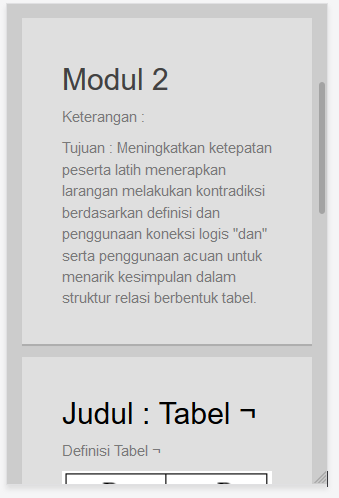 Modul 2
Keterangan :
Tujuan : Meningkatkan ketepatan
peserta latih menerapkan
larangan melakukan kontradiksi
berdasarkan definisi dan
penggunaan koneksi logis "dan"
serta penggunaan acuan untuk
menarik kesimpulan dalam
struktur relasi berbentuk tabel.
Judul : Tabel ¬
Definisi Tabel ¬